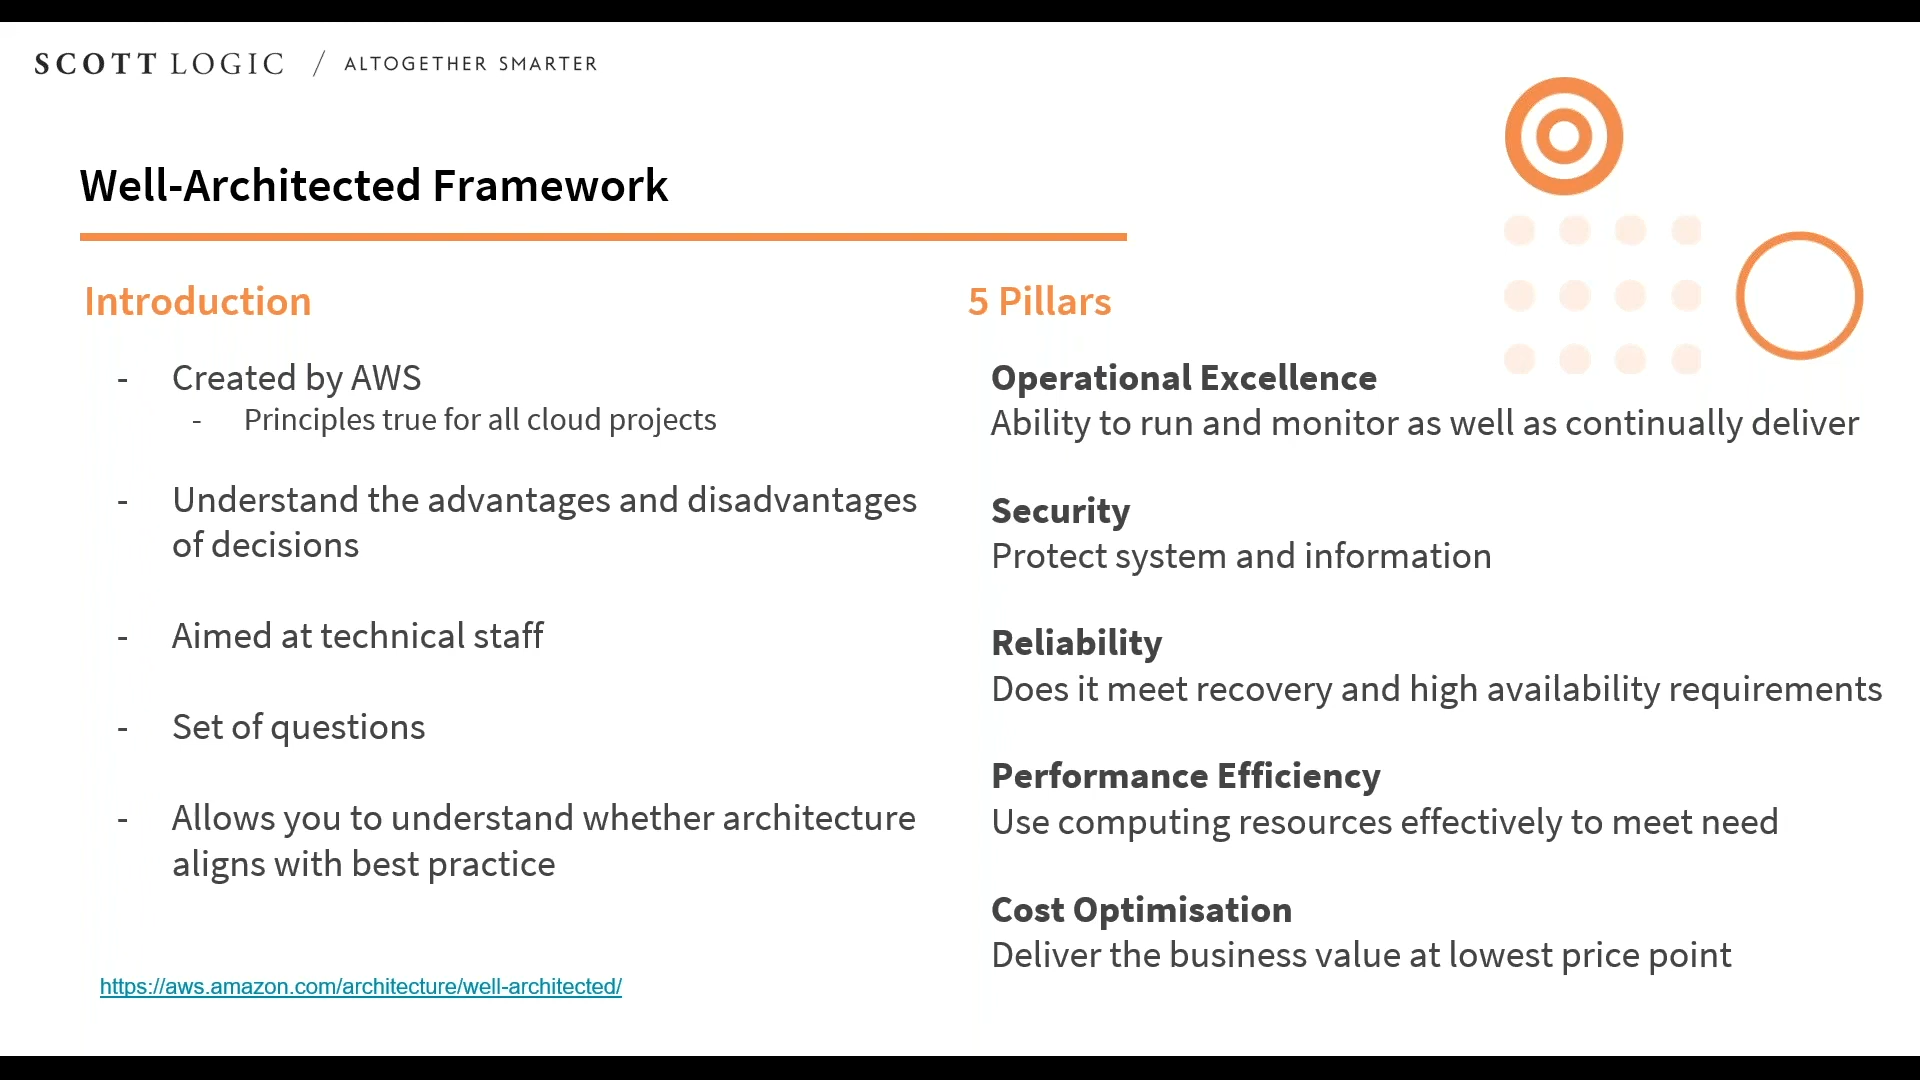 SCOTT LOGIC / ALTOGETHER SMARTER
Well-Architected Framework
Introduction
- Created by AWS
- Principles true for all cloud projects
- Understand the advantages and disadvantages
of decisions
- Aimed at technical staff
- Set of questions
- Allows you to understand whether architecture
aligns with best practice
https://aws.amazon.com/architecture/well-architected/
5 Pillars
Operational Excellence
Ability to run and monitor as well as continually deliver
Security
Protect system and information
Reliability
Does it meet recovery and high availability requirements
Performance Efficiency
Use computing resources effectively to meet need
Cost Optimisation
Deliver the business value at lowest price point